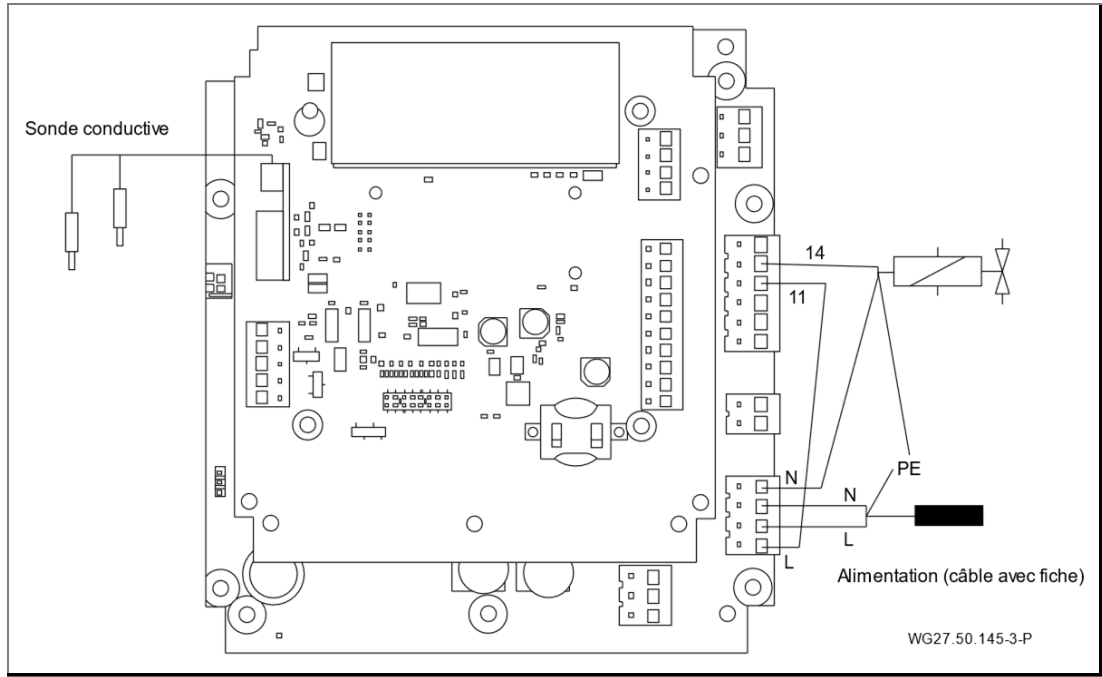 Sonde conductive
14
11
N
PE
N
L
L
Alimentation (câble avec fiche)
WG27.50.145-3-P